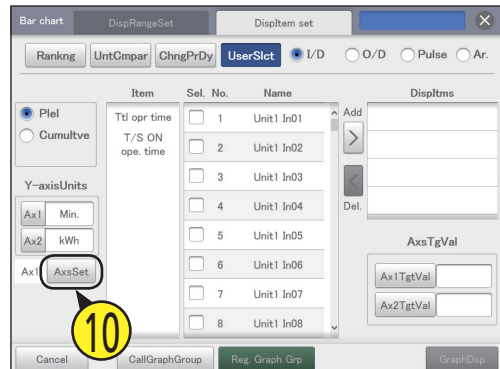 Bar chart DispRangeSet DispItem set
Rankng UntCmpar ChngPrDy UserSlct I/D O/D Pulse Ar.
Item Sel. No. Name DispItms
Plel
Cumultve
Ttl opr time
T/S ON
ope. time
1 Unit1 In01
2 Unit1 In02
3 Unit1 In03
4 Unit1 In04
5 Unit1 In05
6 Unit1 In06
7 Unit1 In07
8 Unit1 In08
Add
>
<
Del.
Y-axisUnits
Ax1 Min.
Ax2 kWh
Ax1 AxsSet
10
AxsTgVal
Ax1TgtVal
Ax2TgtVal
Cancel CallGraphGroup Reg. Graph Grp GraphDsp